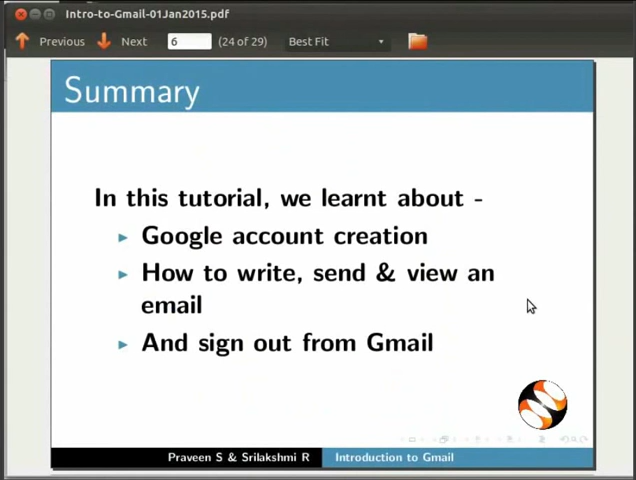 Intro-to-Gmail-01Jan2015.pdf
Previous Next 6 (24 of 29) Best Fit
Summary
In this tutorial, we learnt about -
Google account creation
How to write, send & view an
email
And sign out from Gmail
Praveen S & Srilakshmi R Introduction to Gmail